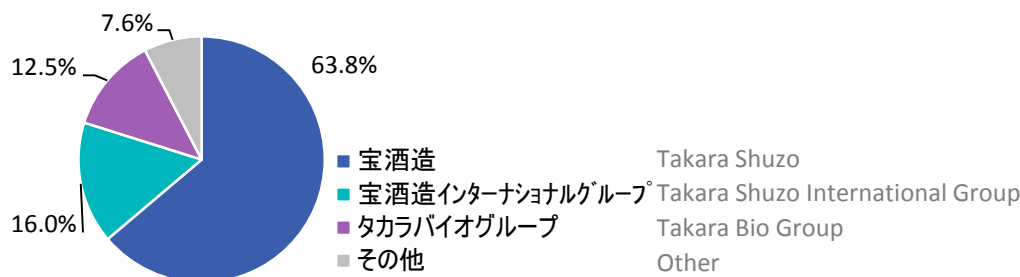 7.6%
12.5%
63.8%
16.0%
宝酒造 Takara Shuzo
宝酒造インターナショナルグループ Takara Shuzo International Group
タカラバイオグループ Takara Bio Group
その他 Other